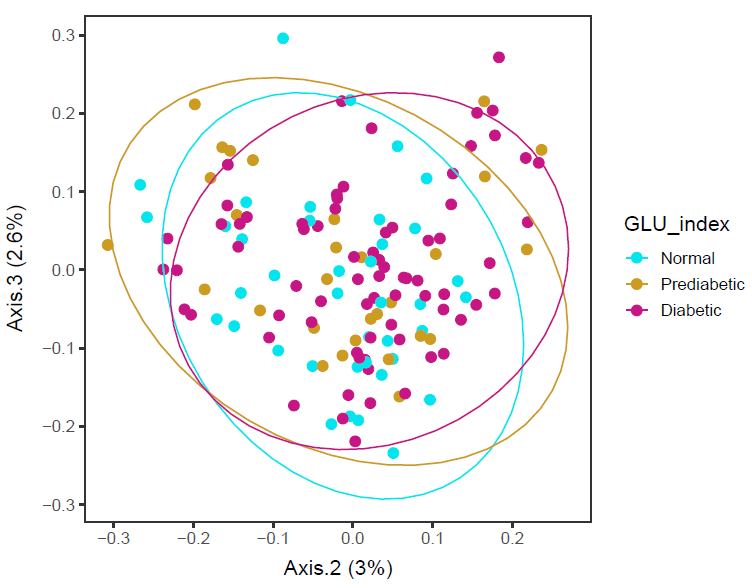 0.3
0.2
0.1
0.0
−0.1
−0.2
−0.3
Axis.3 (2.6%)
−0.3 −0.2 −0.1 0.0 0.1 0.2
Axis.2 (3%)
GLU_index
Normal
Prediabetic
Diabetic